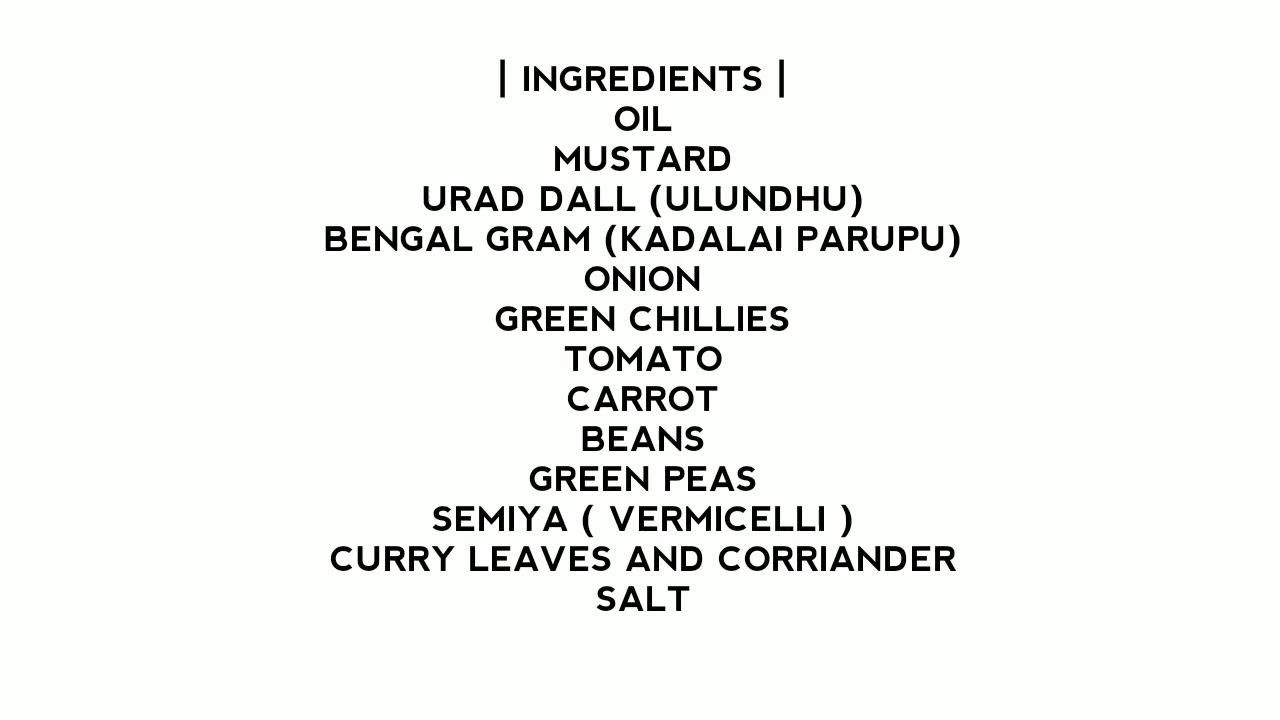 | INGREDIENTS |
OIL
MUSTARD
URAD DALL (ULUNDHU)
BENGAL GRAM (KADALAI PARUPU)
ONION
GREEN CHILLIES
TOMATO
CARROT
BEANS
GREEN PEAS
SEMIYA ( VERMICELLI )
CURRY LEAVES AND CORRIANDER
SALT